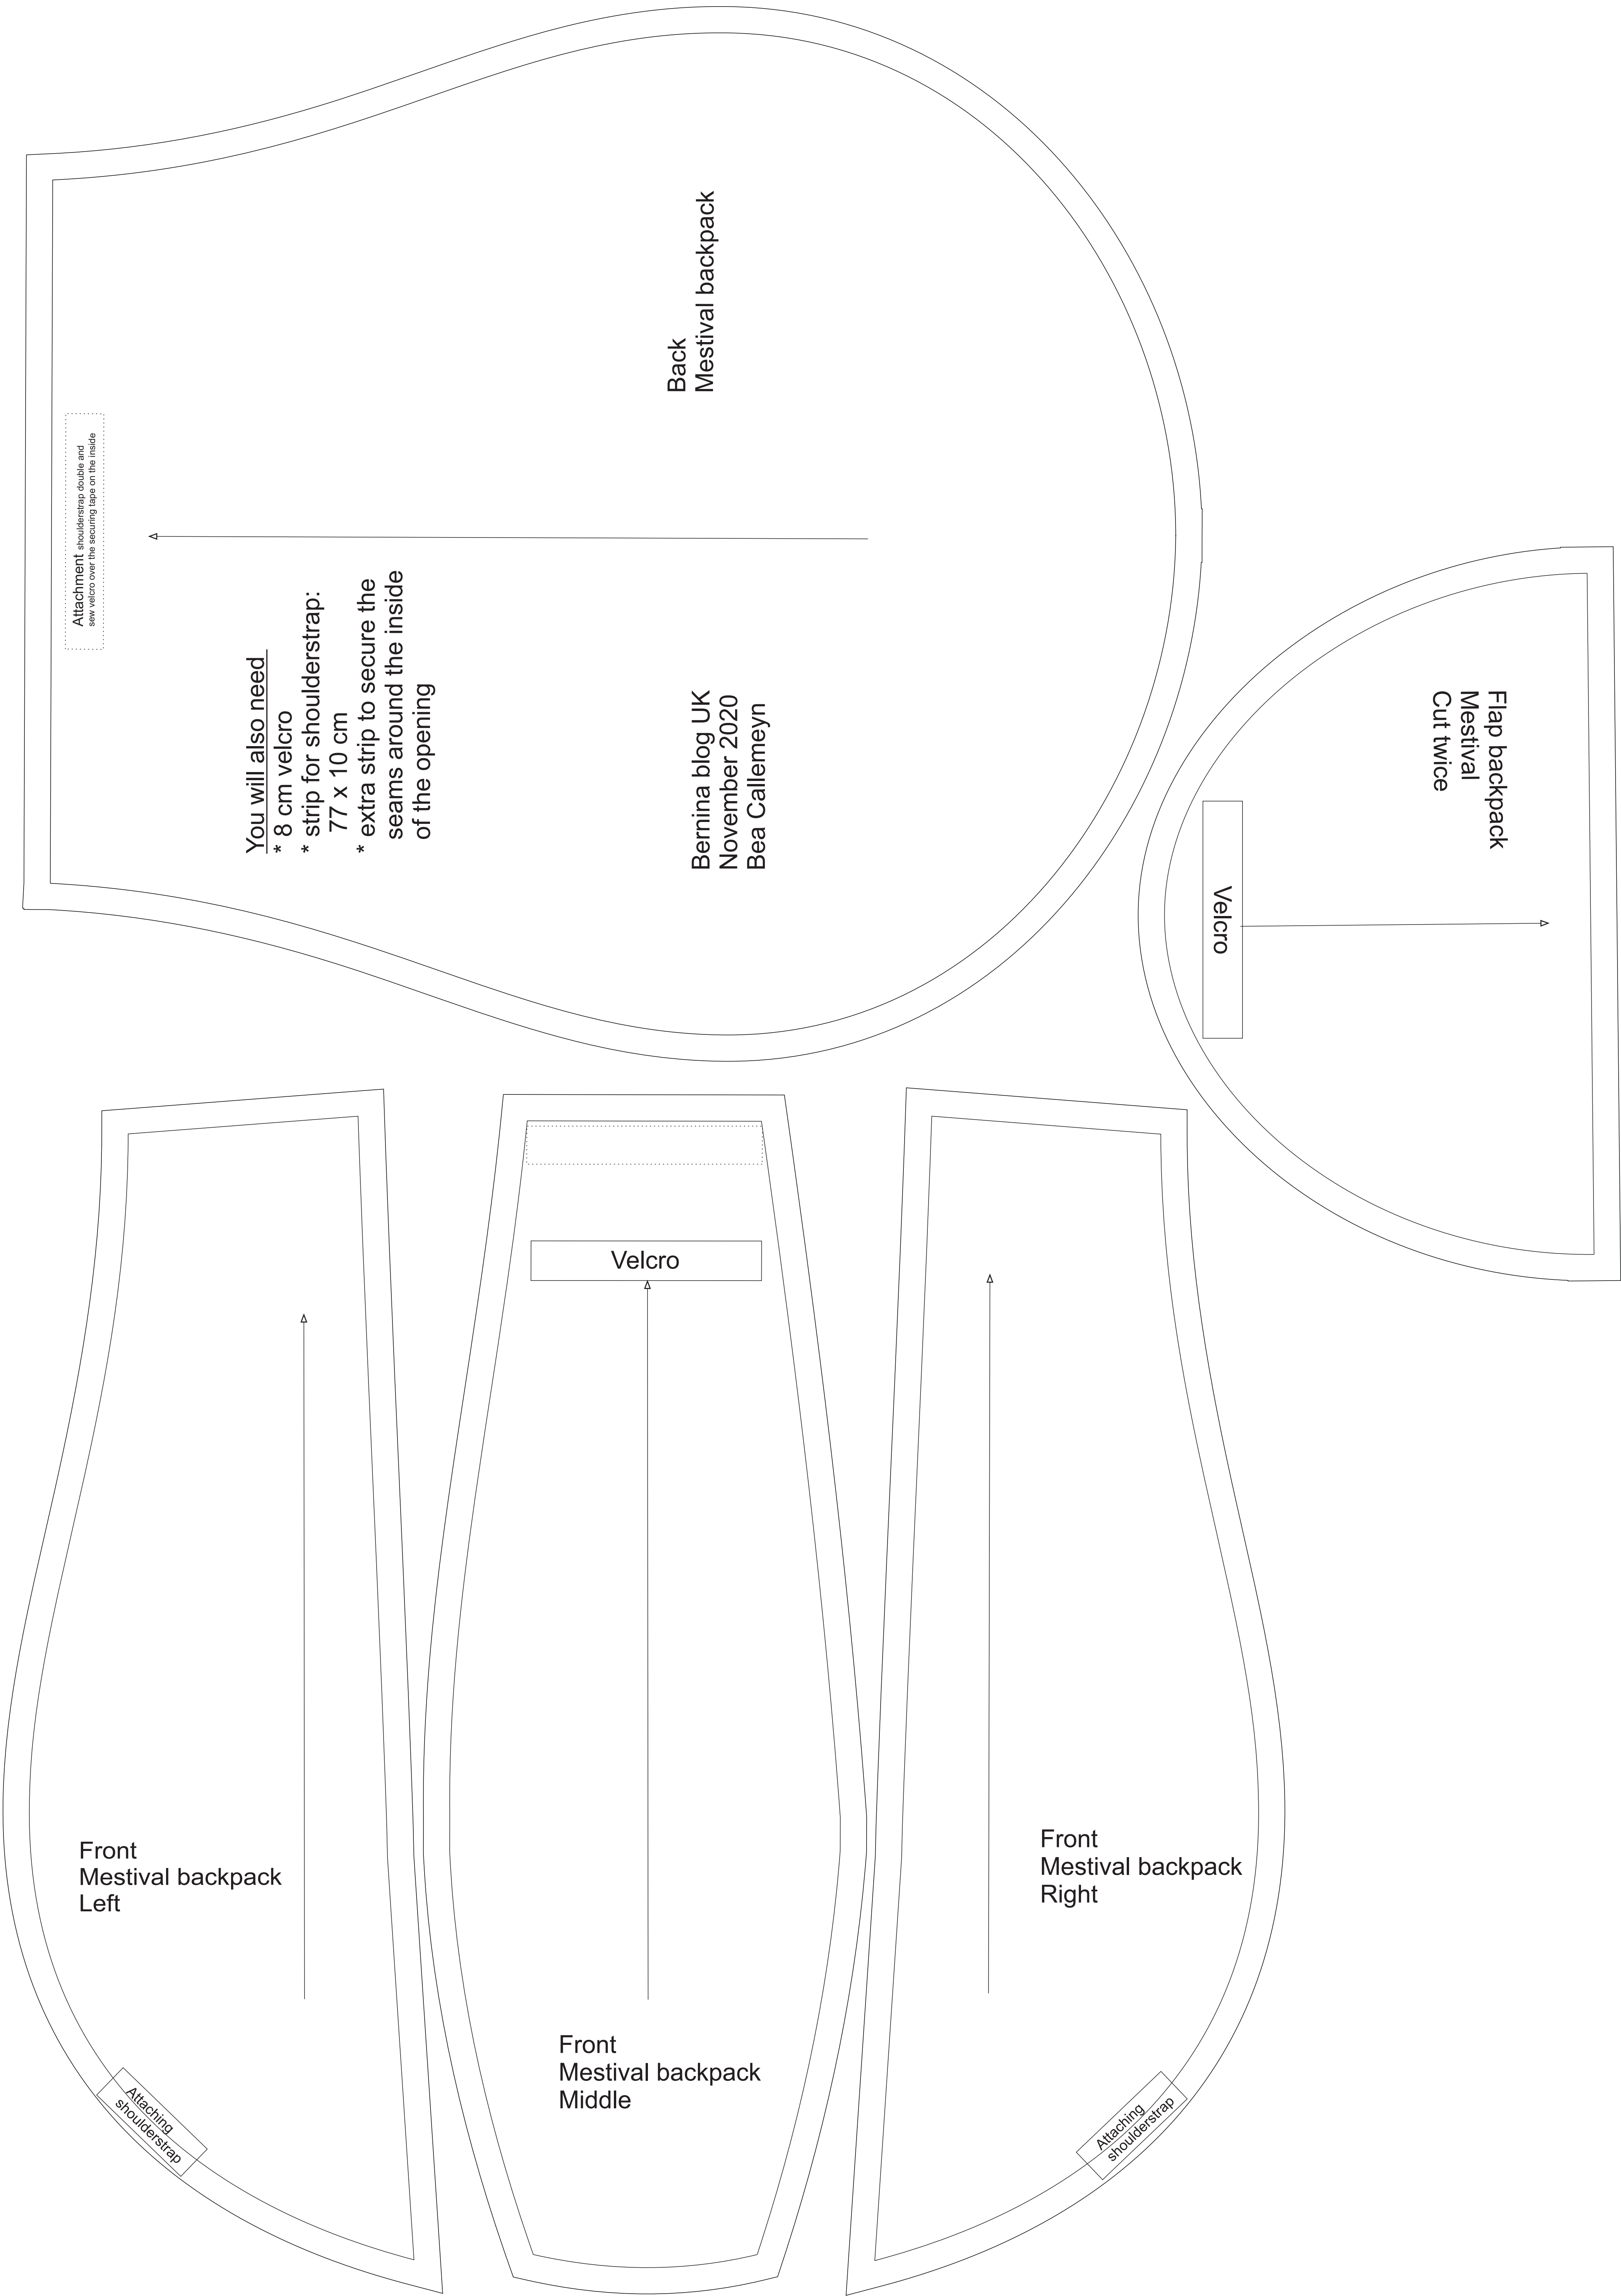 Back
Mestival backpack
Attachment shoulderstrap double and
sew velcro over the securing tape on the inside
You will also need
* 8 cm velcro
* strip for shoulderstrap:
77 x 10 cm
* extra strip to secure the
seams around the inside
of the opening
Bernina blog UK
November 2020
Bea Callemeyn
Flap backpack
Mestival
Cut twice
Velcro
Velcro
Front
Mestival backpack
Left
Attaching
shoulderstrap
Front
Mestival backpack
Middle
Front
Mestival backpack
Right
Attaching
shoulderstrap